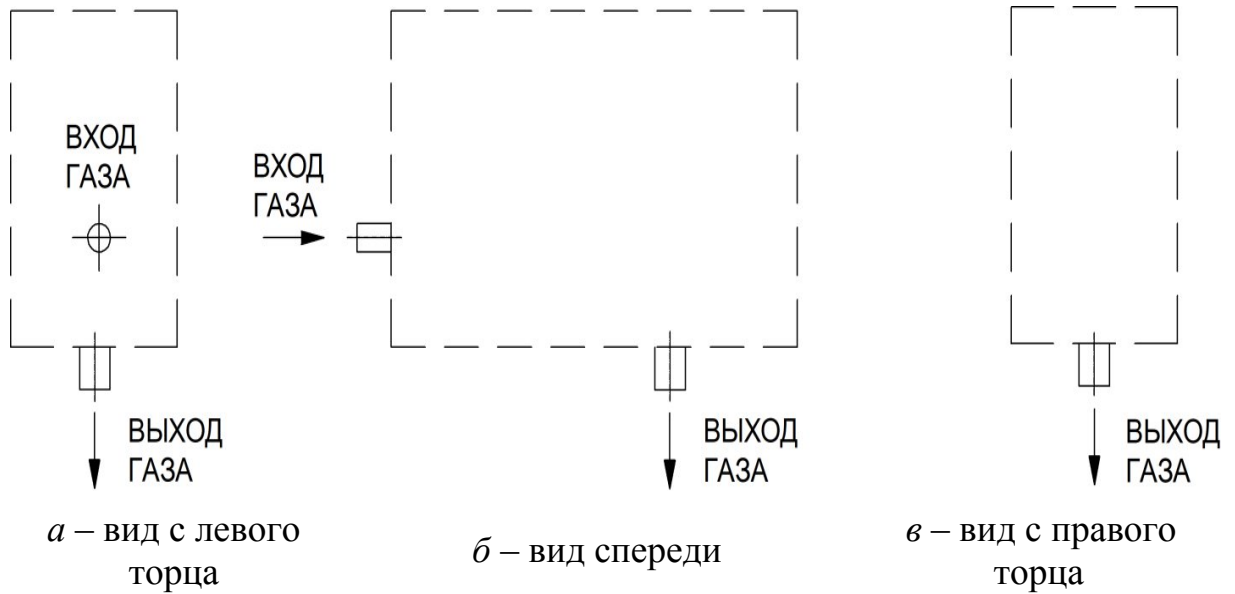 ВХОД
ГАЗА
ВЫХОД
ГАЗА
а – вид с левого
торца
ВХОД
ГАЗА
ВЫХОД
ГАЗА
б – вид спереди
ВЫХОД
ГАЗА
в – вид с правого
торца